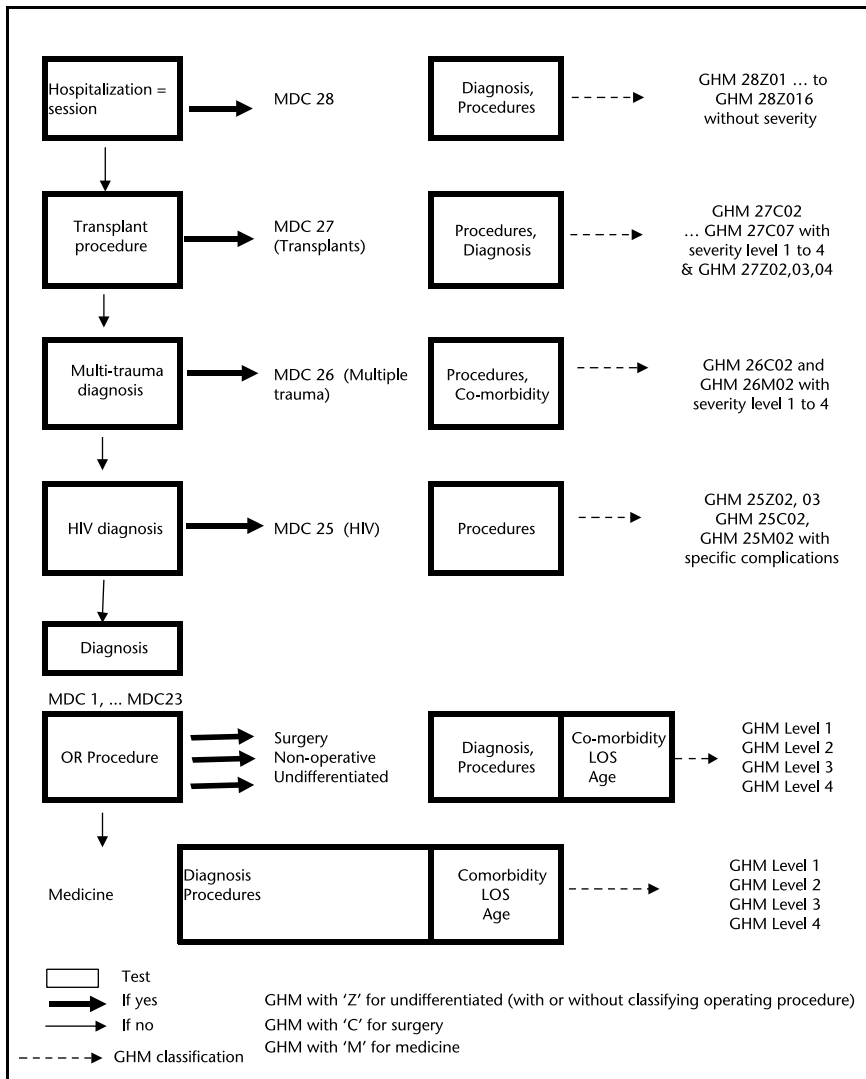 Hospitalization =
session
MDC 28
Diagnosis,
Procedures
GHM 28Z01 ... to
GHM 28Z016
without severity
Transplant
procedure
MDC 27
(Transplants)
Procedures,
Diagnosis
GHM 27C02
... GHM 27C07 with
severity level 1 to 4
& GHM 27Z02,03,04
Multi-trauma
diagnosis
MDC 26 (Multiple
trauma)
Procedures,
Co-morbidity
GHM 26C02 and
GHM 26M02 with
severity level 1 to 4
HIV diagnosis
MDC 25 (HIV)
Procedures
GHM 25Z02, 03
GHM 25C02,
GHM 25M02 with
specific complications
Diagnosis
MDC 1, ... MDC23
OR Procedure
Surgery
Non-operative
Undifferentiated
Diagnosis,
Procedures
Co-morbidity
LOS
Age
GHM Level 1
GHM Level 2
GHM Level 3
GHM Level 4
Medicine
Diagnosis
Procedures
Comorbidity
LOS
Age
GHM Level 1
GHM Level 2
GHM Level 3
GHM Level 4
Test
If yes
If no
GHM classification
GHM with 'Z' for undifferentiated (with or without classifying operating procedure)
GHM with 'C' for surgery
GHM with 'M' for medicine